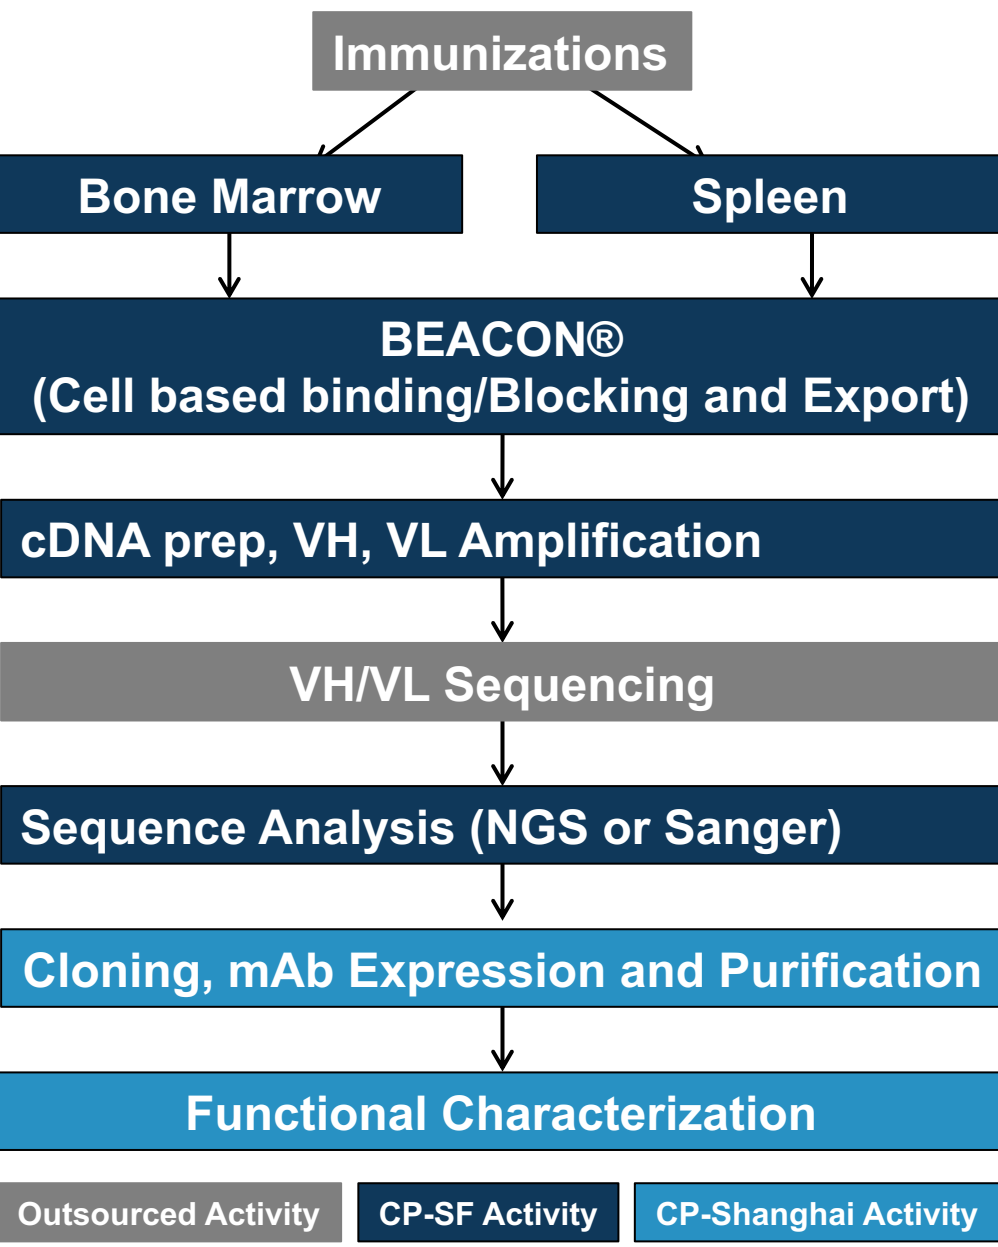 Immunizations
Bone Marrow
Spleen
BEACON®
(Cell based binding/Blocking and Export)
cDNA prep, VH, VL Amplification
VH/VL Sequencing
Sequence Analysis (NGS or Sanger)
Cloning, mAb Expression and Purification
Functional Characterization
Outsourced Activity
CP-SF Activity
CP-Shanghai Activity